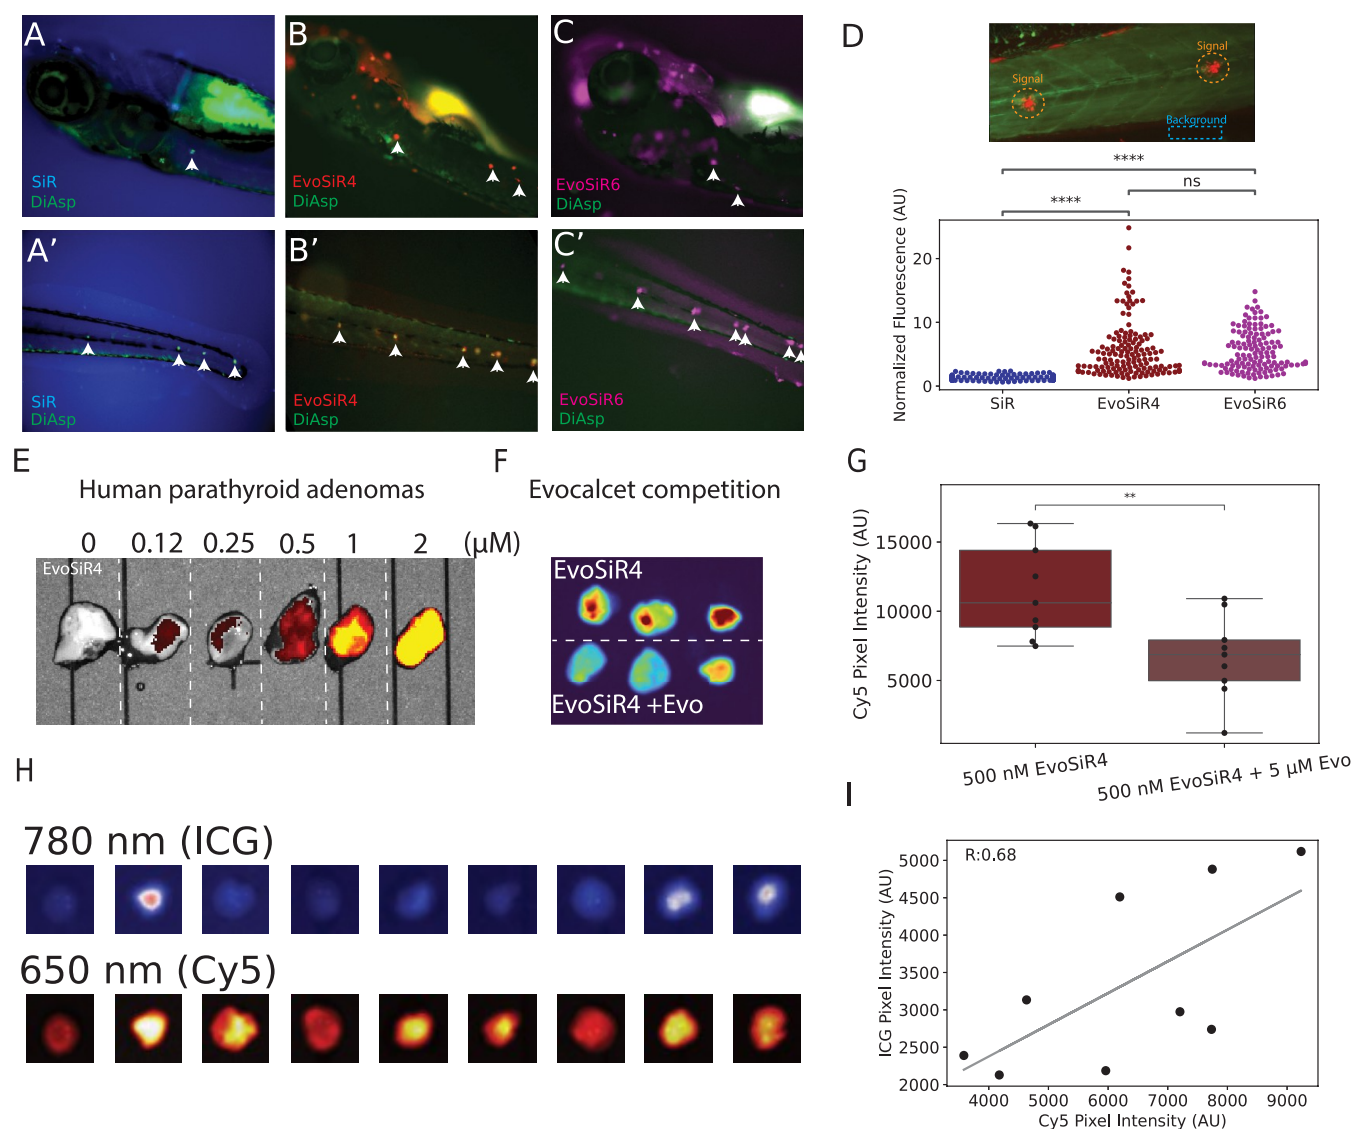 A
SiR
DiAsp
B
EvoSiR4
DiAsp
C
EvoSiR6
DiAsp
A'
SiR
DiAsp
B'
EvoSiR4
DiAsp
C'
EvoSiR6
DiAsp
D
Signal
Signal
Background
****
ns
****
Normalized Fluorescence (AU)
20
10
0
SiR EvoSiR4 EvoSiR6
E
Human parathyroid adenomas
0 0.12 0.25 0.5 1 2 (μM)
EvoSiR4
F
Evocalcet competition
EvoSiR4
EvoSiR4 +Evo
G
**
Cy5 Pixel Intensity (AU)
15000
10000
5000
500 nM EvoSiR4
500 nM EvoSiR4 + 5 μM Evo
H
780 nm (ICG)
650 nm (Cy5)
I
R:0.68
ICG Pixel Intensity (AU)
5000
4500
4000
3500
3000
2500
2000
4000 5000 6000 7000 8000 9000
Cy5 Pixel Intensity (AU)